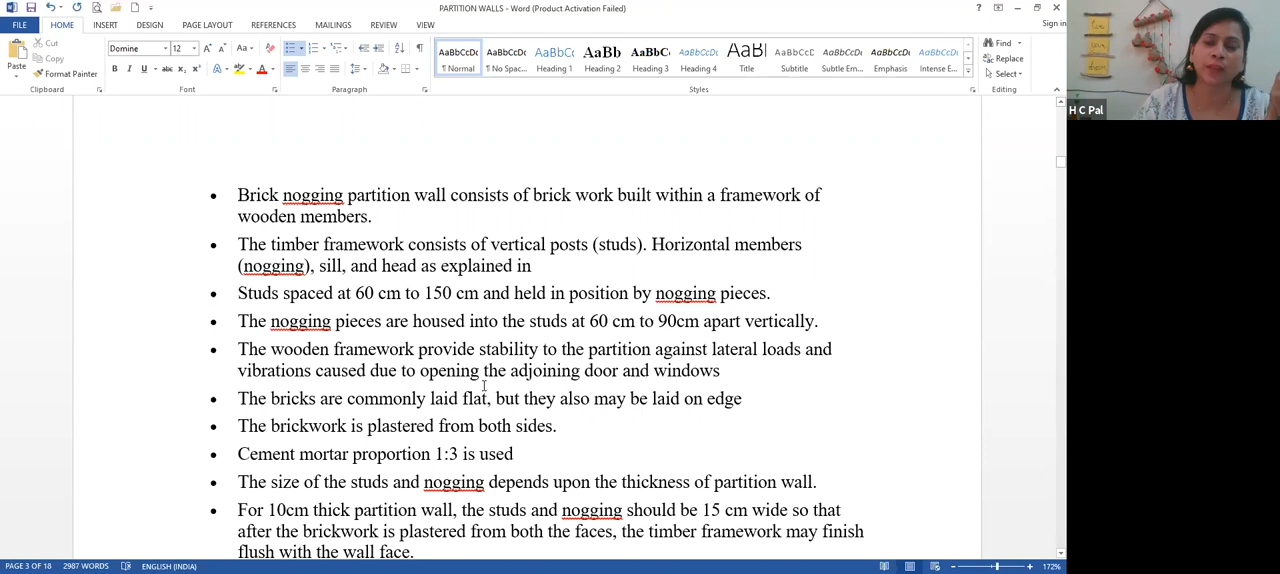 PARTITION WALLS - Word (Product Activation Failed)
Sign in
FILE HOME INSERT DESIGN PAGE LAYOUT REFERENCES MAILINGS REVIEW VIEW
Paste
Cut
Copy
Format Painter
Clipboard
Domine 12
Font
Paragraph
AaBbCcDc AaBbCcDc AaBbCc AaBb AaBbCc AaBbCcDc AaBl AaBbCcD AaBbCcDc AaBbCcDc AaBbCcDc
¶ Normal ¶ No Spac... Heading 1 Heading 2 Heading 3 Heading 4 Title Subtitle Subtle Em... Emphasis Intense E...
Styles
Find
Replace
Select
Editing
H C Pal
• Brick nogging partition wall consists of brick work built within a framework of
wooden members.
• The timber framework consists of vertical posts (studs). Horizontal members
(nogging), sill, and head as explained in
• Studs spaced at 60 cm to 150 cm and held in position by nogging pieces.
• The nogging pieces are housed into the studs at 60 cm to 90cm apart vertically.
• The wooden framework provide stability to the partition against lateral loads and
vibrations caused due to opening the adjoining door and windows
• The bricks are commonly laid flat, but they also may be laid on edge
• The brickwork is plastered from both sides.
• Cement mortar proportion 1:3 is used
• The size of the studs and nogging depends upon the thickness of partition wall.
• For 10cm thick partition wall, the studs and nogging should be 15 cm wide so that
after the brickwork is plastered from both the faces, the timber framework may finish
flush with the wall face.
PAGE 3 OF 18 2987 WORDS ENGLISH (INDIA) 172%